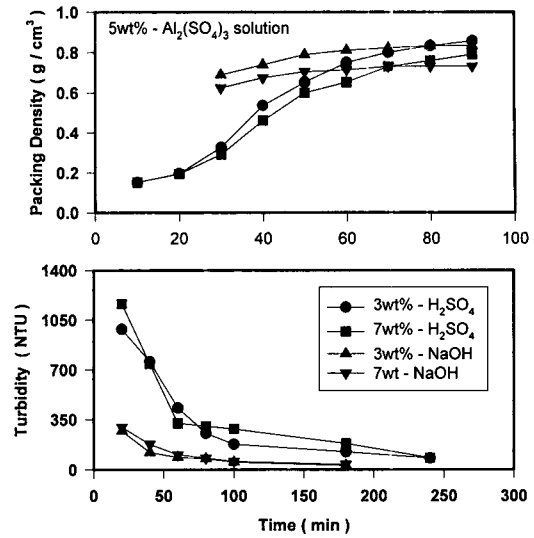 5wt% - Al₂(SO₄)₃ solution
Packing Density ( g / cm³ )
1.0
0.8
0.6
0.4
0.2
0.0
0 20 40 60 80 100
Turbidity ( NTU )
1400
1050
700
350
0
3wt% - H₂SO₄
7wt% - H₂SO₄
3wt% - NaOH
7wt - NaOH
0 50 100 150 200 250 300
Time ( min )